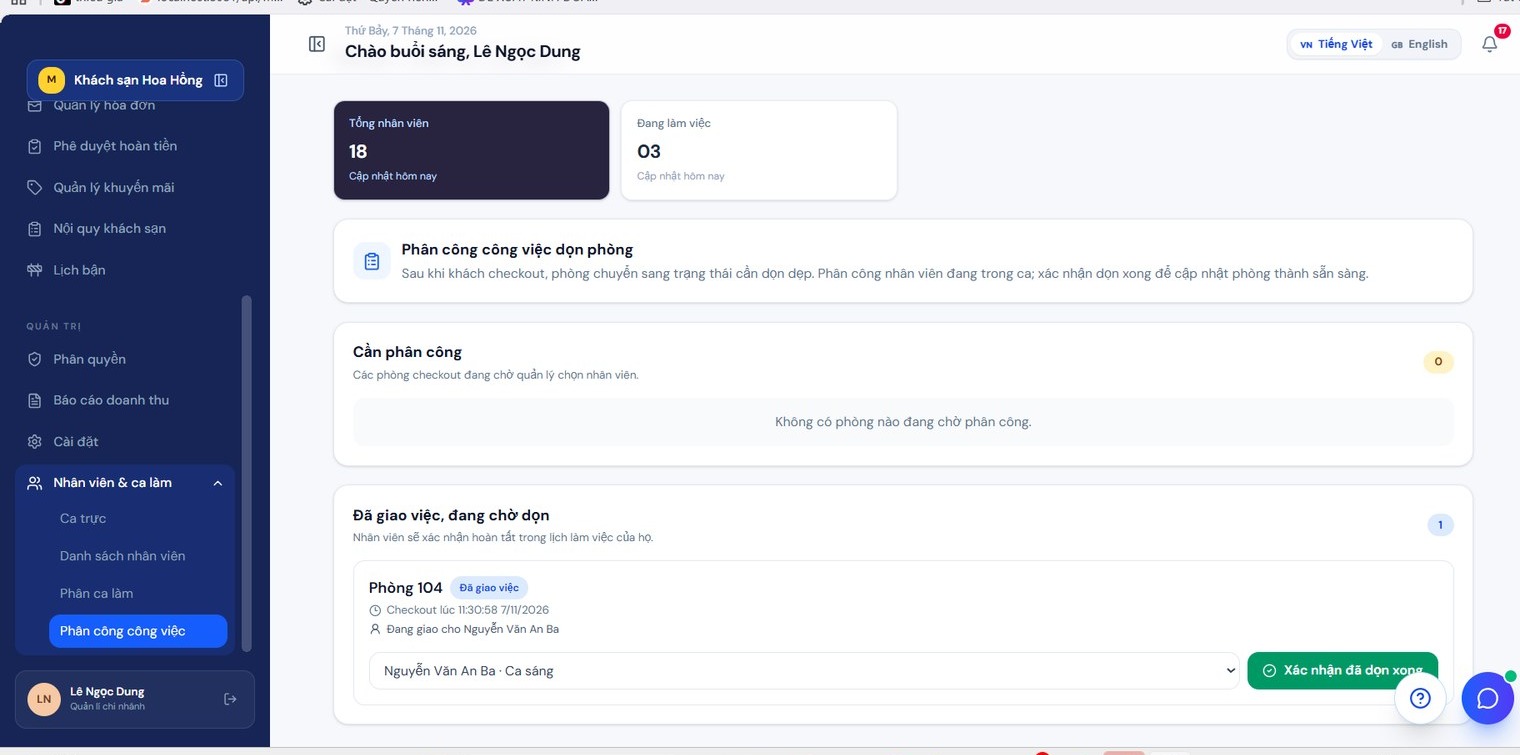 Thứ Bảy, 7 Tháng 11, 2026
Chào buổi sáng, Lê Ngọc Dung
VN Tiếng Việt
GB English
17
M
Khách sạn Hoa Hồng
Quản lý hóa đơn
Phê duyệt hoàn tiền
Quản lý khuyến mãi
Nội quy khách sạn
Lịch bận
QUẢN TRỊ
Phân quyền
Báo cáo doanh thu
Cài đặt
Nhân viên & ca làm
Ca trực
Danh sách nhân viên
Phân ca làm
Phân công công việc
LN
Lê Ngọc Dung
Quản lí chi nhánh
Tổng nhân viên
18
Cập nhật hôm nay
Đang làm việc
03
Cập nhật hôm nay
Phân công công việc dọn phòng
Sau khi khách checkout, phòng chuyển sang trạng thái cần dọn dẹp. Phân công nhân viên đang trong ca; xác nhận dọn xong để cập nhật phòng thành sẵn sàng.
Cần phân công
Các phòng checkout đang chờ quản lý chọn nhân viên.
0
Không có phòng nào đang chờ phân công.
Đã giao việc, đang chờ dọn
Nhân viên sẽ xác nhận hoàn tất trong lịch làm việc của họ.
1
Phòng 104
Đã giao việc
Checkout lúc 11:30:58 7/11/2026
Đang giao cho Nguyễn Văn An Ba
Nguyễn Văn An Ba · Ca sáng
Xác nhận đã dọn xong